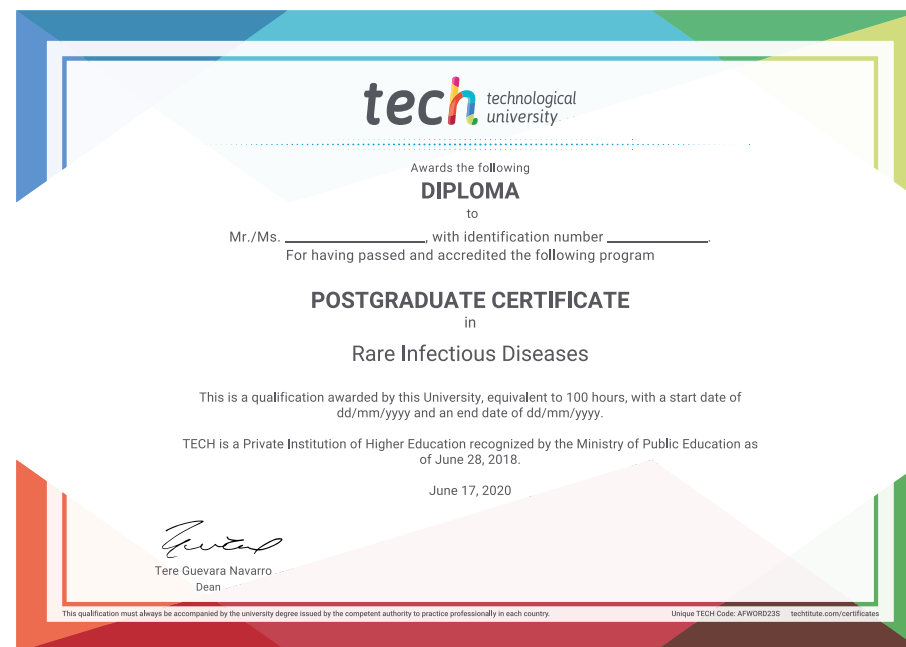 tech technological
university
Awards the following
DIPLOMA
to
Mr./Ms. ____________________, with identification number ______________.
For having passed and accredited the following program
POSTGRADUATE CERTIFICATE
in
Rare Infectious Diseases
This is a qualification awarded by this University, equivalent to 100 hours, with a start date of
dd/mm/yyyy and an end date of dd/mm/yyyy.
TECH is a Private Institution of Higher Education recognized by the Ministry of Public Education as
of June 28, 2018.
June 17, 2020
Tere Guevara Navarro
Dean
This qualification must always be accompanied by the university degree issued by the competent authority to practice professionally in each country. Unique TECH Code: AFWORD23S techtitute.com/certificates